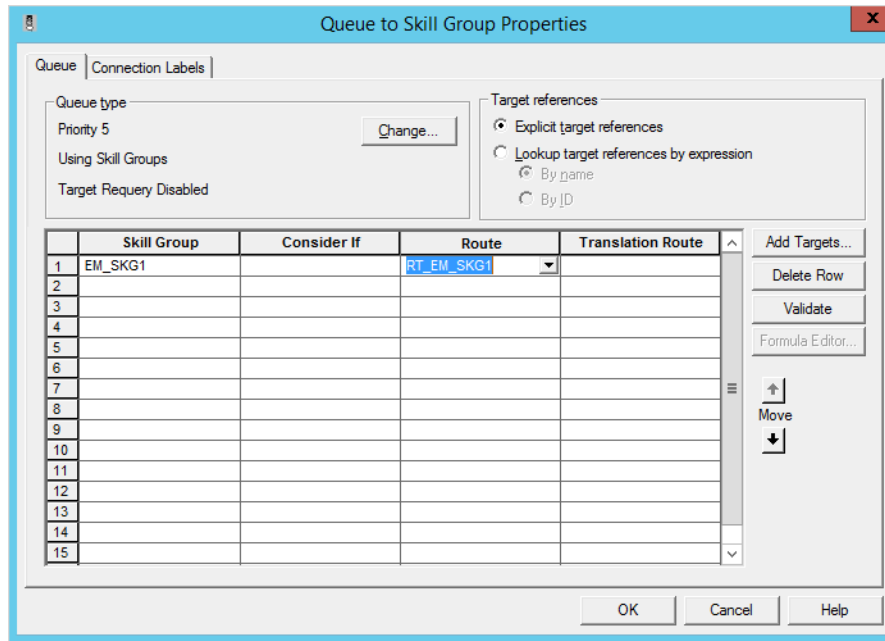 Queue to Skill Group Properties
x
Queue
Connection Labels
Queue type
Priority 5
Change...
Using Skill Groups
Target Requery Disabled
Target references
Explicit target references
Lookup target references by expression
By name
By ID
Skill Group Consider If Route Translation Route
1 EM_SKG1 RT_EM_SKG1
2
3
4
5
6
7
8
9
10
11
12
13
14
15
Add Targets...
Delete Row
Validate
Formula Editor...
Move
OK Cancel Help